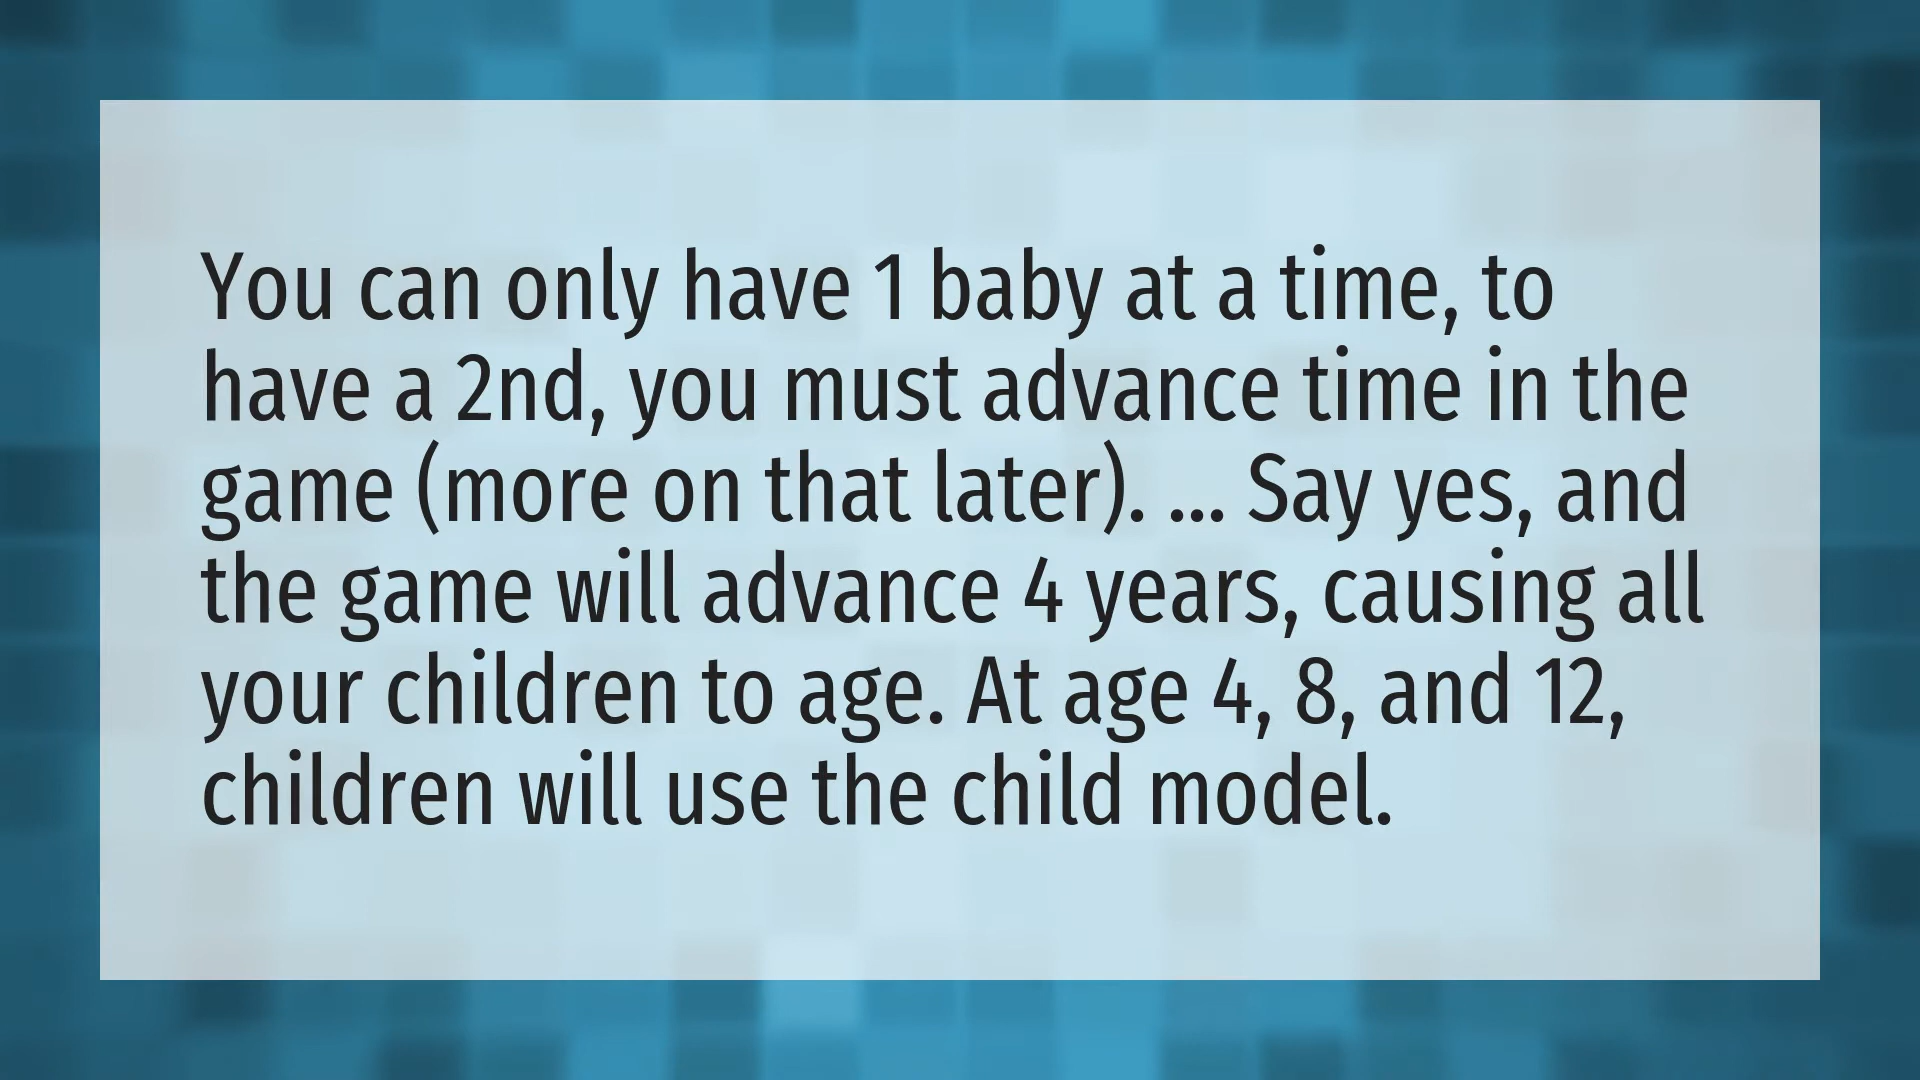 You can only have 1 baby at a time, to
have a 2nd, you must advance time in the
game (more on that later). ... Say yes, and
the game will advance 4 years, causing all
your children to age. At age 4, 8, and 12,
children will use the child model.